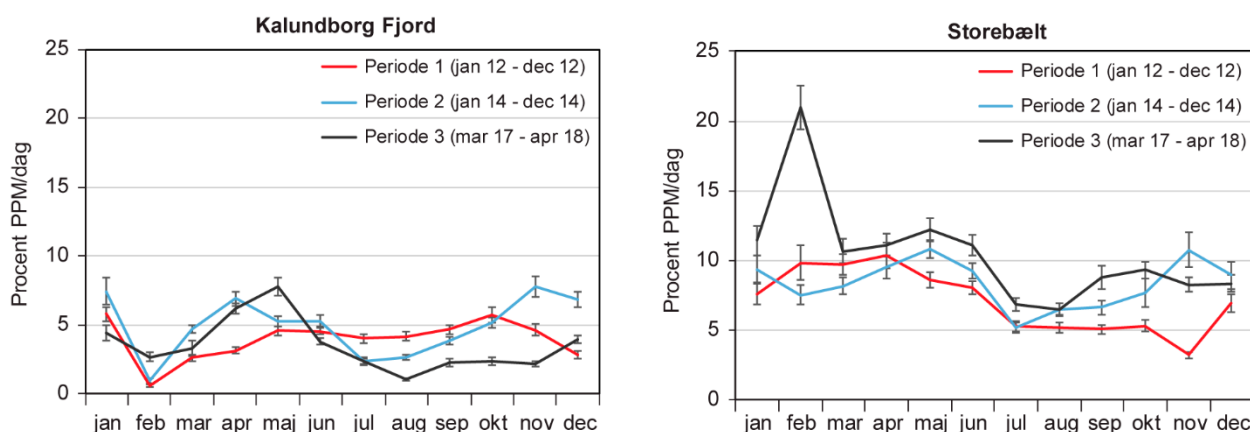 Kalundborg Fjord
25
20
15
10
5
0
Procent PPM/dag
Periode 1 (jan 12 - dec 12)
Periode 2 (jan 14 - dec 14)
Periode 3 (mar 17 - apr 18)
jan feb mar apr maj jun jul aug sep okt nov dec
Storebælt
25
20
15
10
5
0
Procent PPM/dag
Periode 1 (jan 12 - dec 12)
Periode 2 (jan 14 - dec 14)
Periode 3 (mar 17 - apr 18)
jan feb mar apr maj jun jul aug sep okt nov dec